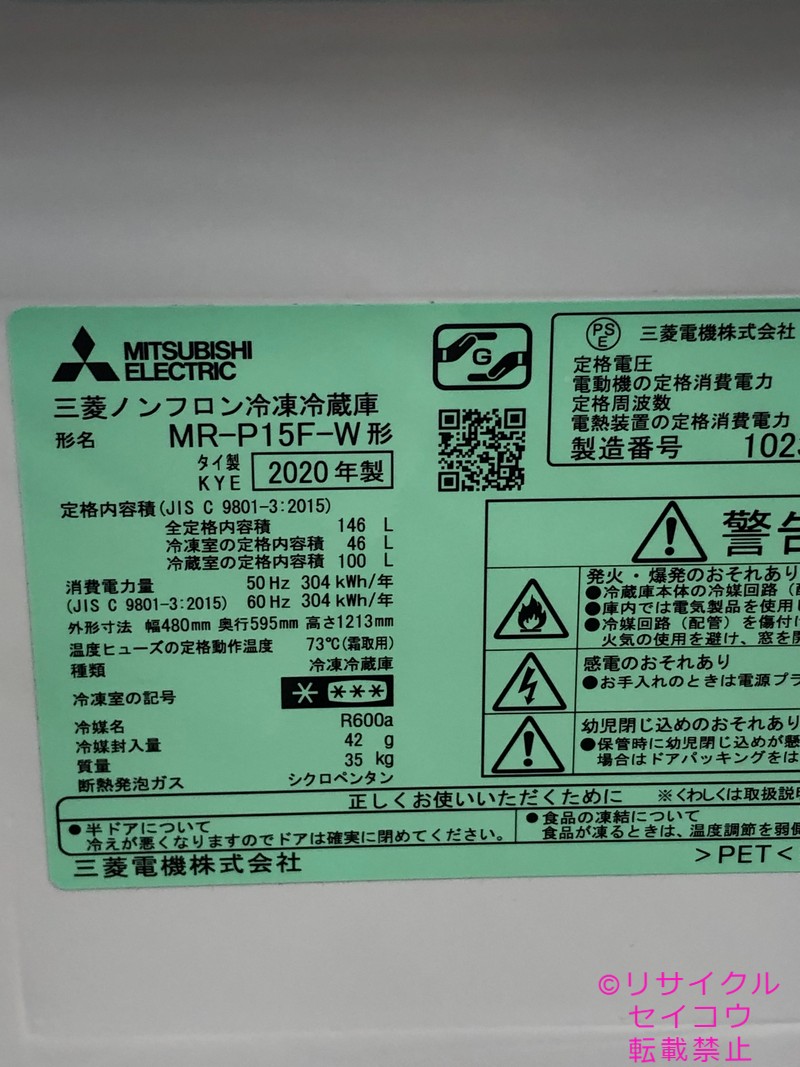 MITSUBISHI
ELECTRIC
三菱ノンフロン冷凍冷蔵庫
形名 MR-P15F-W形
タイ製
KYE 2020年製
定格内容積(JIS C 9801-3:2015)
全定格内容積 146 L
冷凍室の定格内容積 46 L
冷蔵室の定格内容積 100 L
消費電力量 50Hz 304kWh/年
(JIS C 9801-3:2015) 60Hz 304kWh/年
外形寸法 幅480mm 奥行595mm 高さ1213mm
温度ヒューズの定格動作温度 73℃(霜取用)
種類 冷凍冷蔵庫
冷凍室の記号
冷媒名 R600a
冷媒封入量 42 g
質量 35 kg
断熱発泡ガス シクロペンタン
G
PSE 三菱電機株式会社
定格電圧
電動機の定格消費電力
定格周波数
電熱装置の定格消費電力
製造番号 102
警告
発火・爆発のおそれあり
●冷蔵庫本体の冷媒回路(
●庫内では電気製品を使用
●冷媒回路(配管)を傷付け
火気の使用を避け、窓を
感電のおそれあり
●お手入れのときは電源プラ
幼児閉じ込めのおそれあり
●保管時に幼児閉じ込めが懸
場合はドアパッキングをは
正しくお使いいただくために ※くわしくは取扱説
●半ドアについて
冷えが悪くなりますのでドアは確実に閉めてください。
●食品の凍結について
食品が凍るときは、温度調節を弱
三菱電機株式会社
>PET<
©リサイクル
セイコウ
転載禁止